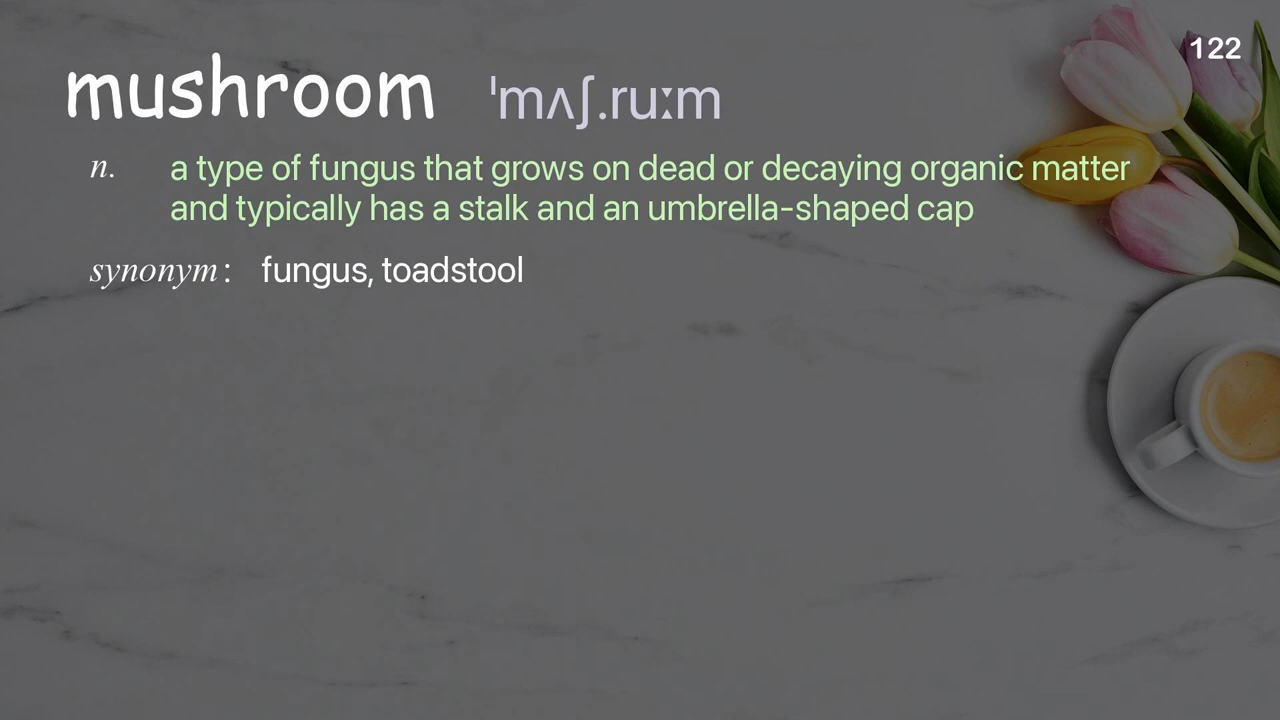 122
mushroom ˈmʌʃ.ruːm
n. a type of fungus that grows on dead or decaying organic matter
and typically has a stalk and an umbrella-shaped cap
synonym: fungus, toadstool